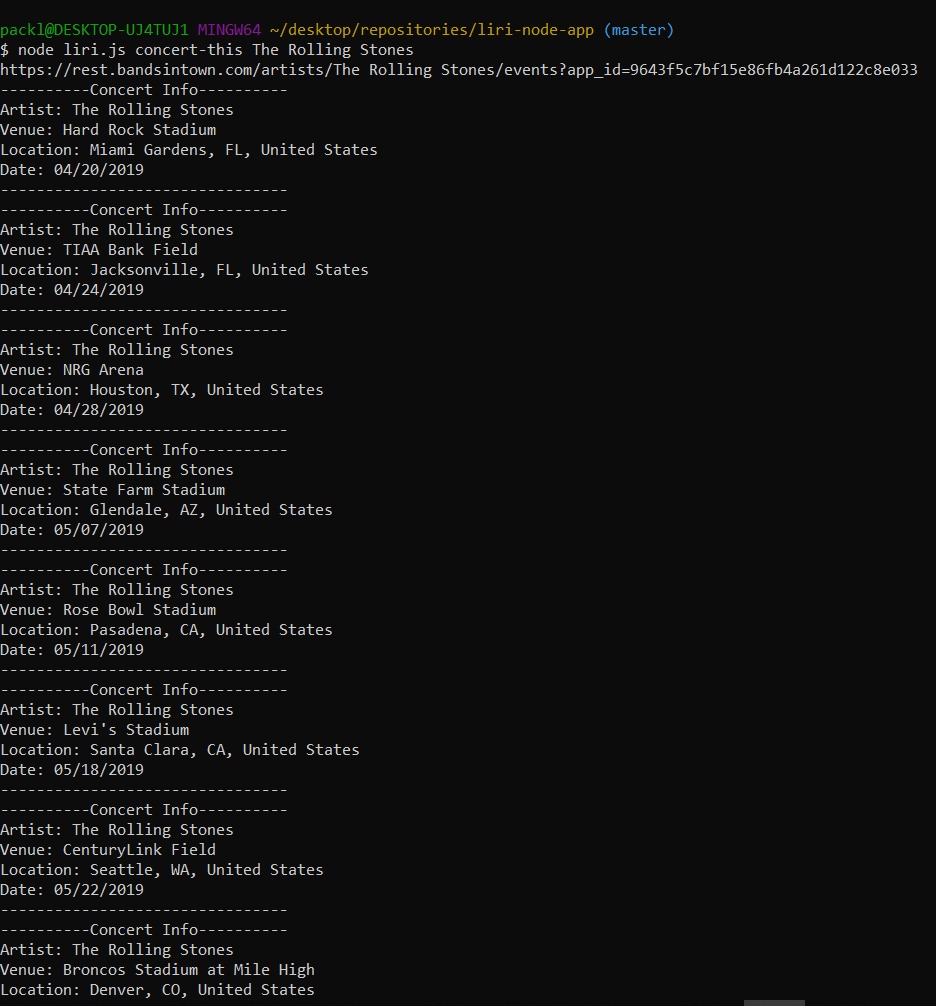 packl@DESKTOP-UJ4TUJ1 MINGW64 ~/desktop/repositories/liri-node-app (master)
$ node liri.js concert-this The Rolling Stones
https://rest.bandsintown.com/artists/The Rolling Stones/events?app_id=9643f5c7bf15e86fb4a261d122c8e033
----------Concert Info----------
Artist: The Rolling Stones
Venue: Hard Rock Stadium
Location: Miami Gardens, FL, United States
Date: 04/20/2019
--------------------------------
----------Concert Info----------
Artist: The Rolling Stones
Venue: TIAA Bank Field
Location: Jacksonville, FL, United States
Date: 04/24/2019
--------------------------------
----------Concert Info----------
Artist: The Rolling Stones
Venue: NRG Arena
Location: Houston, TX, United States
Date: 04/28/2019
--------------------------------
----------Concert Info----------
Artist: The Rolling Stones
Venue: State Farm Stadium
Location: Glendale, AZ, United States
Date: 05/07/2019
--------------------------------
----------Concert Info----------
Artist: The Rolling Stones
Venue: Rose Bowl Stadium
Location: Pasadena, CA, United States
Date: 05/11/2019
--------------------------------
----------Concert Info----------
Artist: The Rolling Stones
Venue: Levi's Stadium
Location: Santa Clara, CA, United States
Date: 05/18/2019
--------------------------------
----------Concert Info----------
Artist: The Rolling Stones
Venue: CenturyLink Field
Location: Seattle, WA, United States
Date: 05/22/2019
--------------------------------
----------Concert Info----------
Artist: The Rolling Stones
Venue: Broncos Stadium at Mile High
Location: Denver, CO, United States